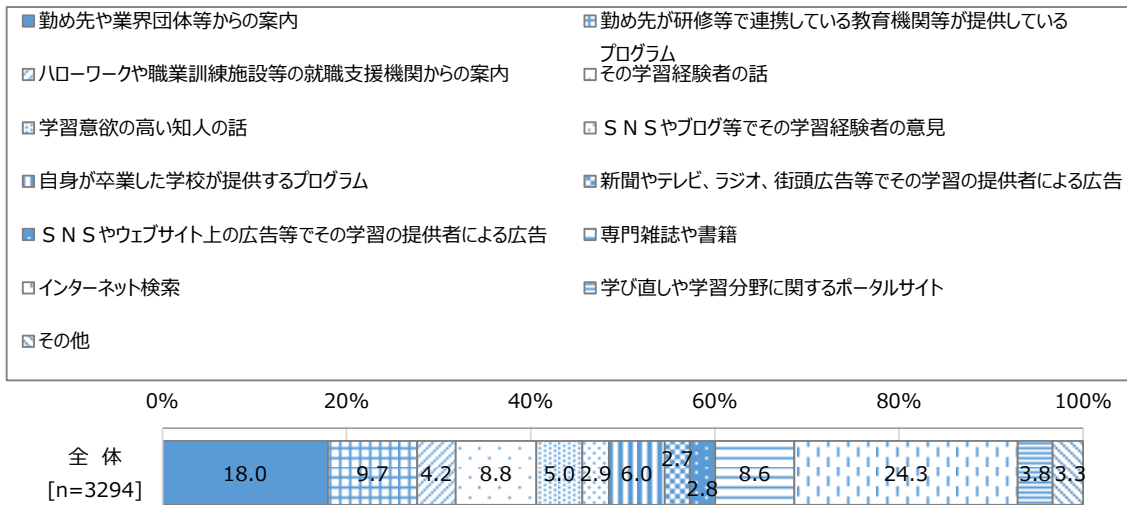 勤め先や業界団体等からの案内
勤め先が研修等で連携している教育機関等が提供している
プログラム
ハローワークや職業訓練施設等の就職支援機関からの案内
その学習経験者の話
学習意欲の高い知人の話
ＳＮＳやブログ等でその学習経験者の意見
自身が卒業した学校が提供するプログラム
新聞やテレビ、ラジオ、街頭広告等でその学習の提供者による広告
ＳＮＳやウェブサイト上の広告等でその学習の提供者による広告
専門雑誌や書籍
インターネット検索
学び直しや学習分野に関するポータルサイト
その他
0% 20% 40% 60% 80% 100%
全 体
[n=3294]
18.0 9.7 4.2 8.8 5.0 2.9 6.0 2.7 2.8 8.6 24.3 3.8 3.3